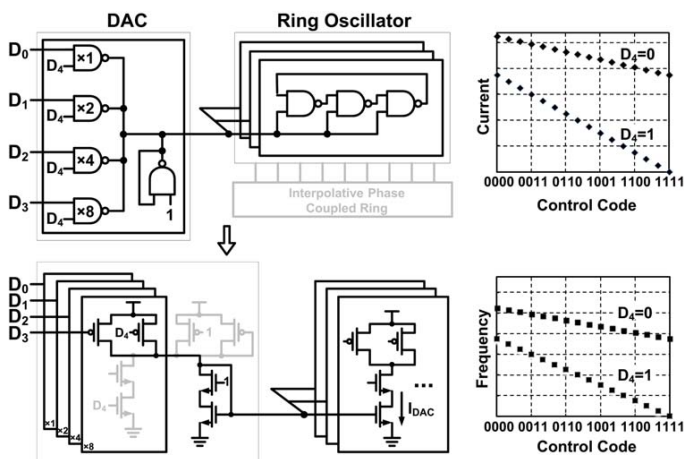 DAC
Ring Oscillator
D0
D4
×1
D1
D4
×2
D2
D4
×4
D3
D4
×8
1
Interpolative Phase
Coupled Ring
Current
D4=0
D4=1
0000 0011 0110 1001 1100 1111
Control Code
D0
D1
D2
D3
D4
1
D4
1
×1
×2
×4
×8
...
IDAC
Frequency
D4=0
D4=1
0000 0011 0110 1001 1100 1111
Control Code